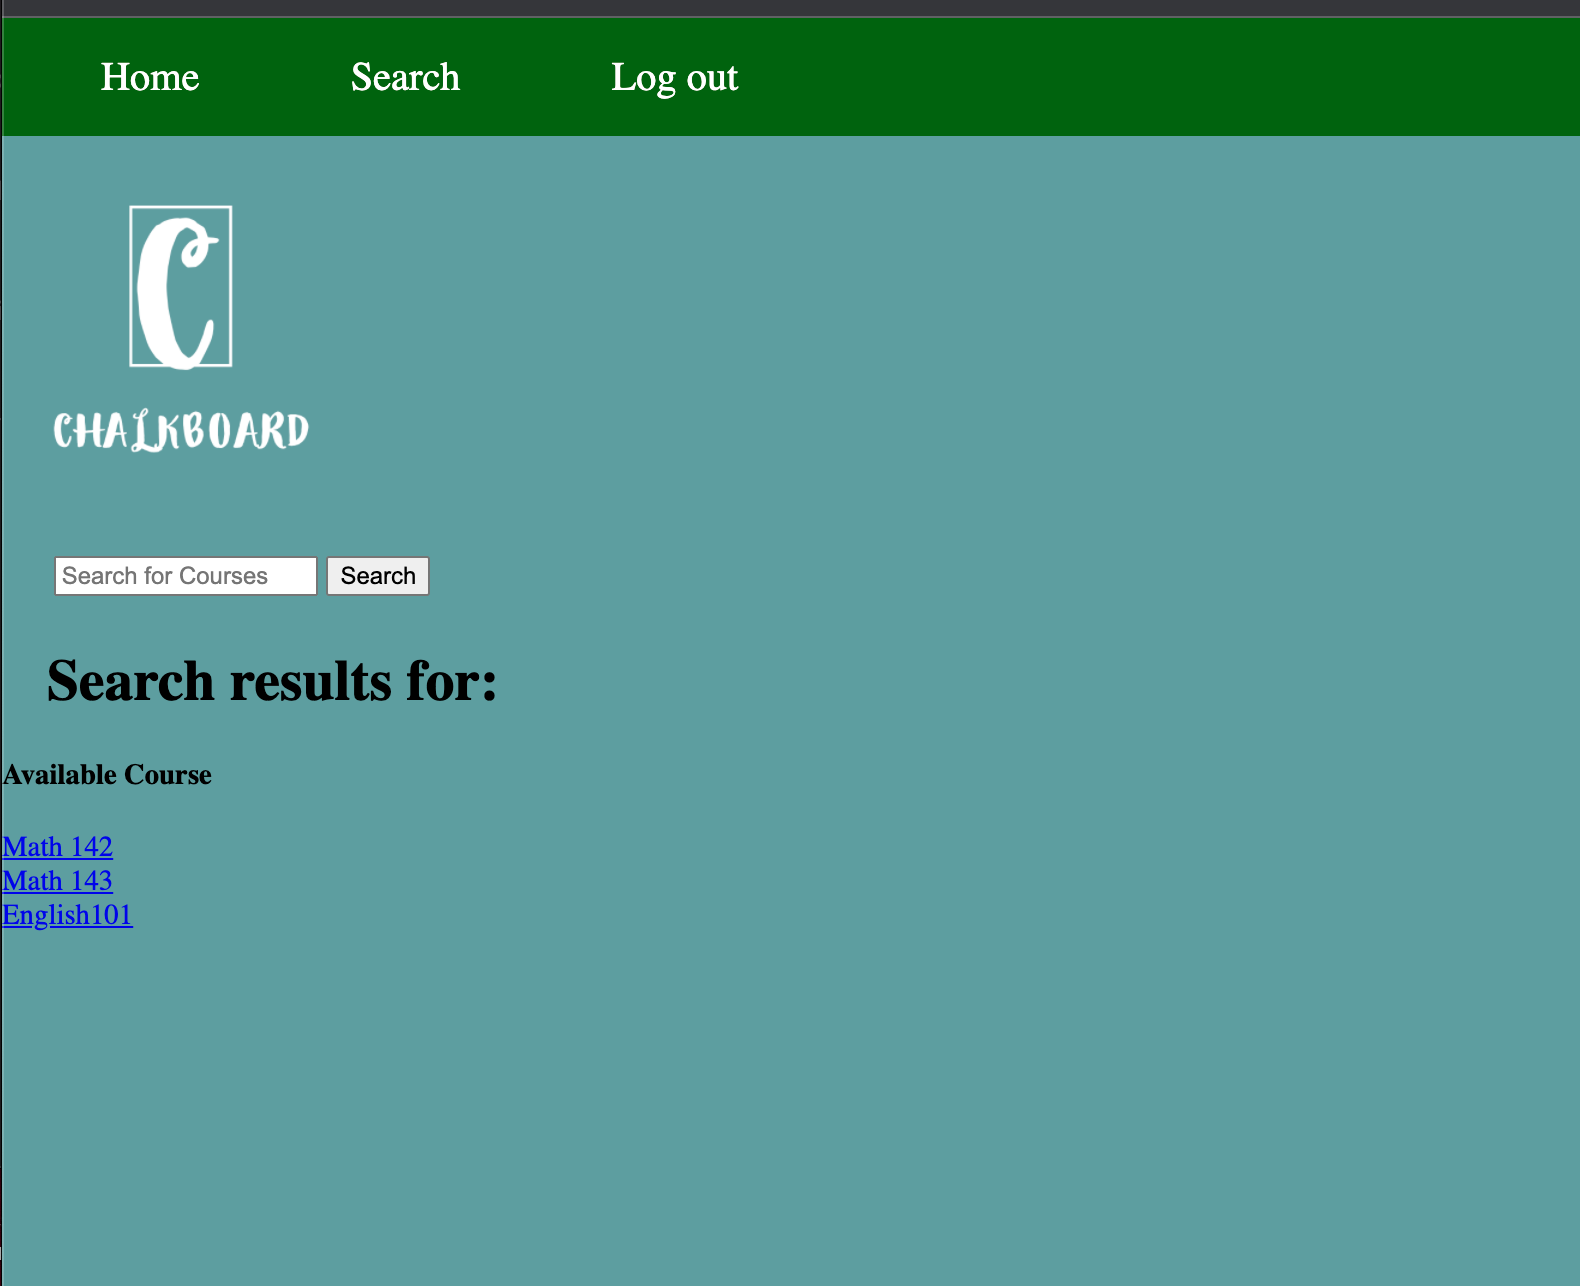 Home Search Log out
C
CHALKBOARD
Search for Courses Search
Search results for:
Available Course
Math 142
Math 143
English101